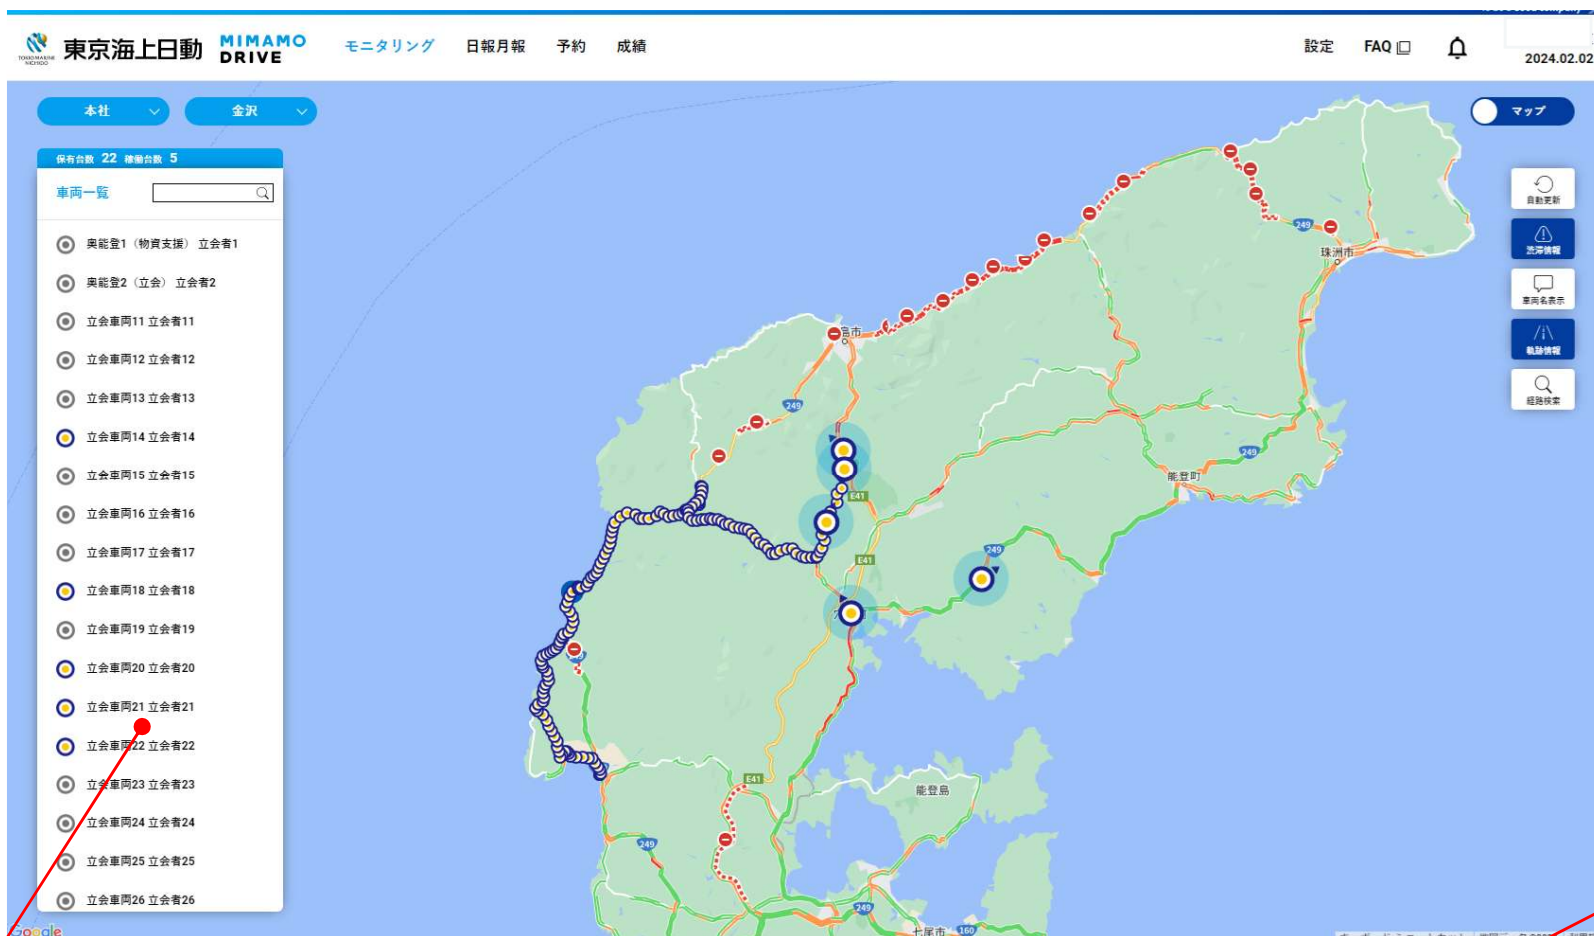 TOKIO MARINE
NICHIDO
東京海上日動
MIMAMO
DRIVE
モニタリング
日報月報
予約
成績
設定
FAQ
2024.02.02
本社
金沢
マップ
保有台数 22 稼働台数 5
車両一覧
奥能登1（物資支援） 立会者1
奥能登2（立会） 立会者2
立会車両11 立会者11
立会車両12 立会者12
立会車両13 立会者13
立会車両14 立会者14
立会車両15 立会者15
立会車両16 立会者16
立会車両17 立会者17
立会車両18 立会者18
立会車両19 立会者19
立会車両20 立会者20
立会車両21 立会者21
立会車両22 立会者22
立会車両23 立会者23
立会車両24 立会者24
立会車両25 立会者25
立会車両26 立会者26
自動更新
渋滞情報
車両名表示
軌跡情報
経路検索
249
珠洲市
島市
249
249
能登町
E41
249
E41
249
E41
能登島
249
249
七尾市
160
Google